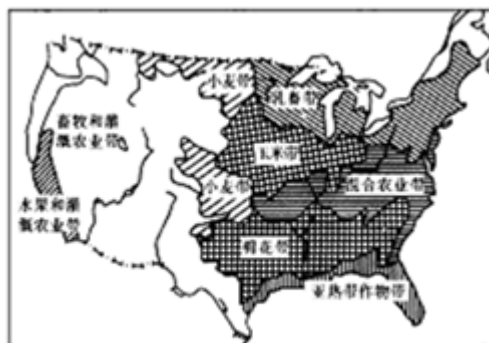 小麦带
乳畜带
畜牧和灌
溉农业带
玉米带
小麦带
混合农业带
水果和灌
溉农业带
棉花带
亚热带作物带